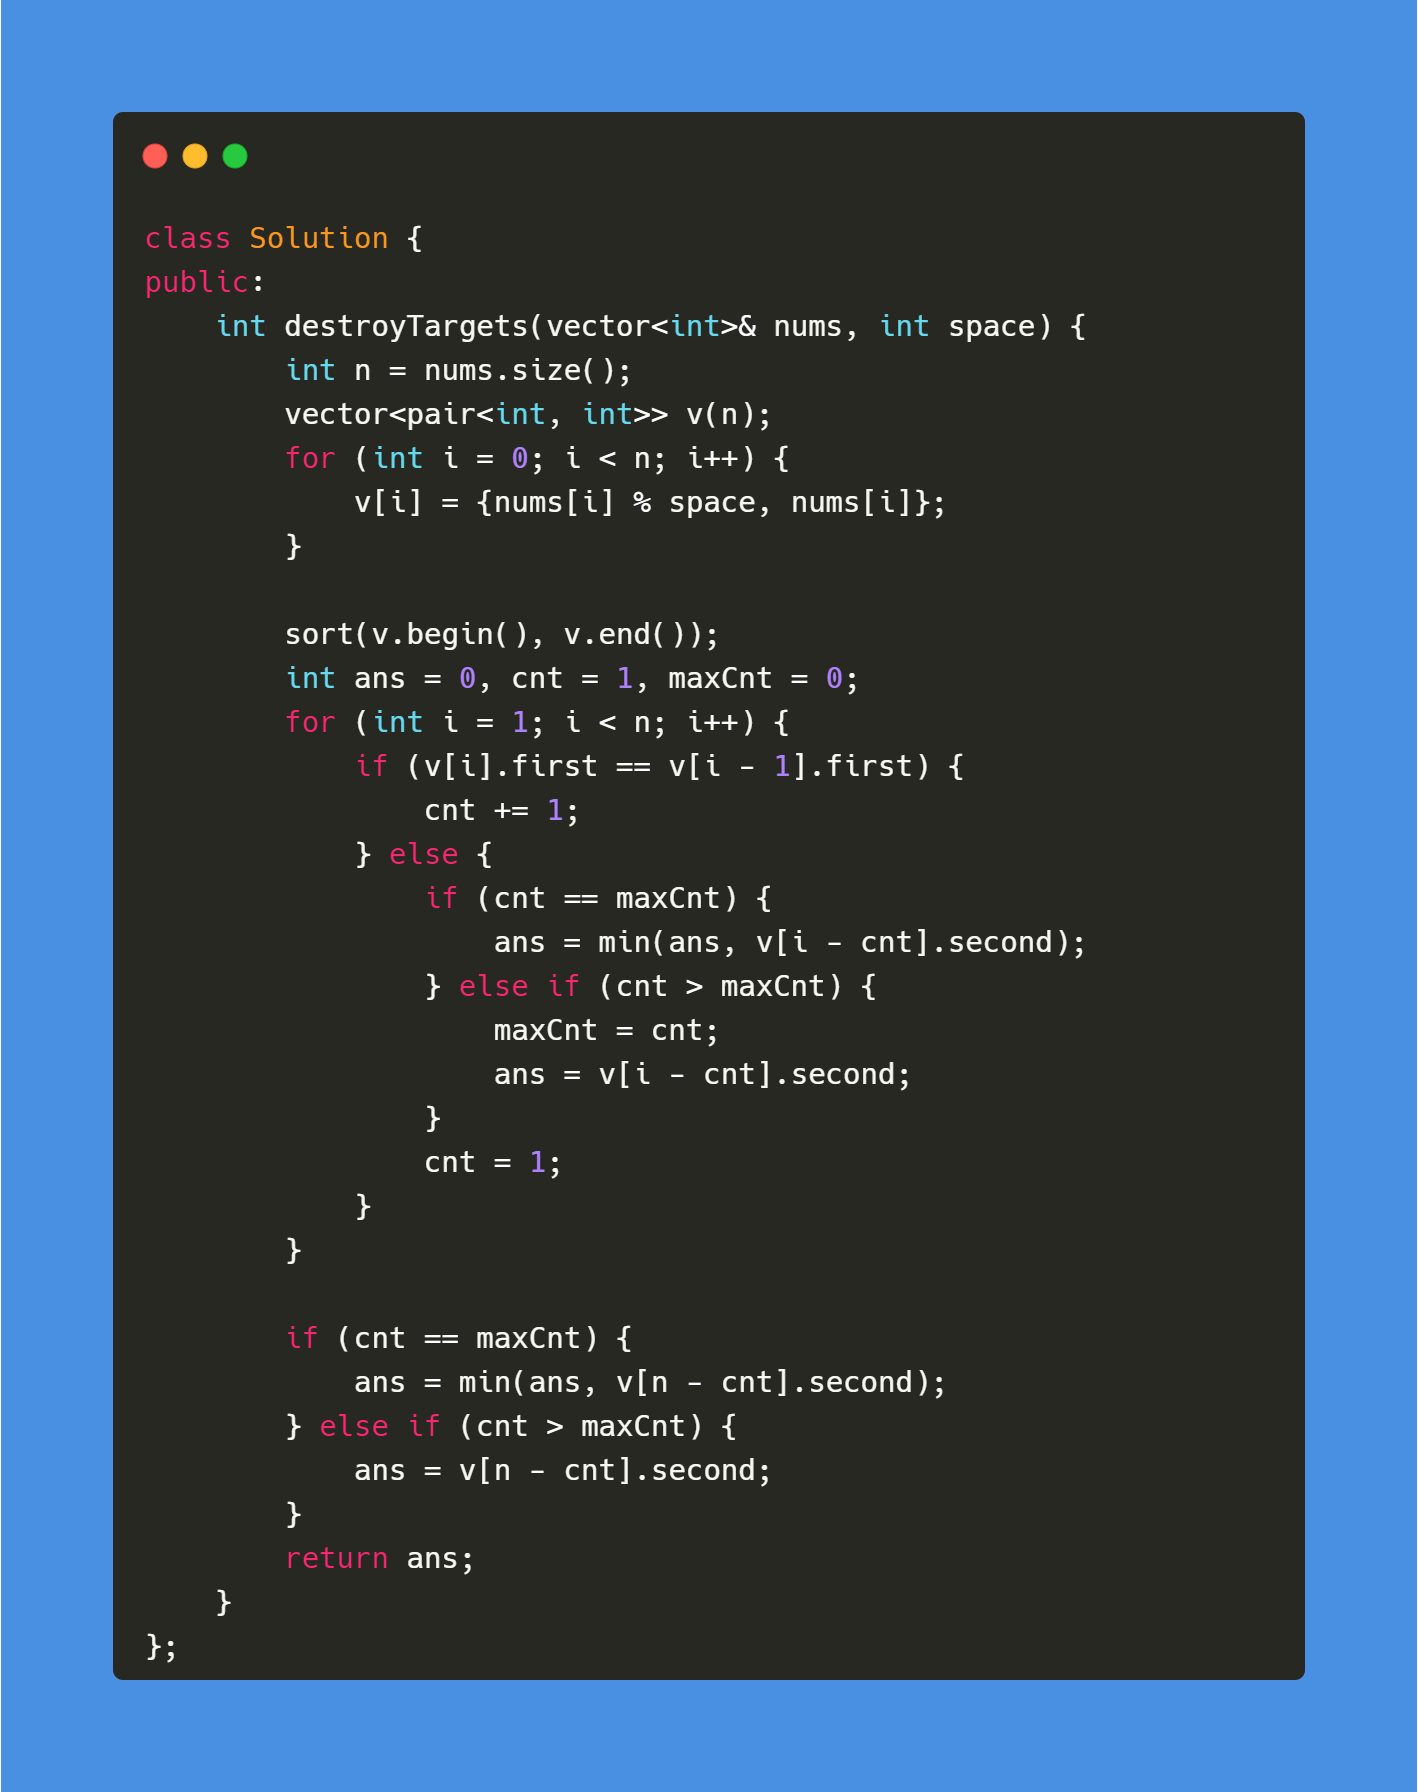 class Solution {
public:
    int destroyTargets(vector<int>& nums, int space) {
        int n = nums.size();
        vector<pair<int, int>> v(n);
        for (int i = 0; i < n; i++) {
            v[i] = {nums[i] % space, nums[i]};
        }

        sort(v.begin(), v.end());
        int ans = 0, cnt = 1, maxCnt = 0;
        for (int i = 1; i < n; i++) {
            if (v[i].first == v[i - 1].first) {
                cnt += 1;
            } else {
                if (cnt == maxCnt) {
                    ans = min(ans, v[i - cnt].second);
                } else if (cnt > maxCnt) {
                    maxCnt = cnt;
                    ans = v[i - cnt].second;
                }
                cnt = 1;
            }
        }

        if (cnt == maxCnt) {
            ans = min(ans, v[n - cnt].second);
        } else if (cnt > maxCnt) {
            ans = v[n - cnt].second;
        }
        return ans;
    }
};